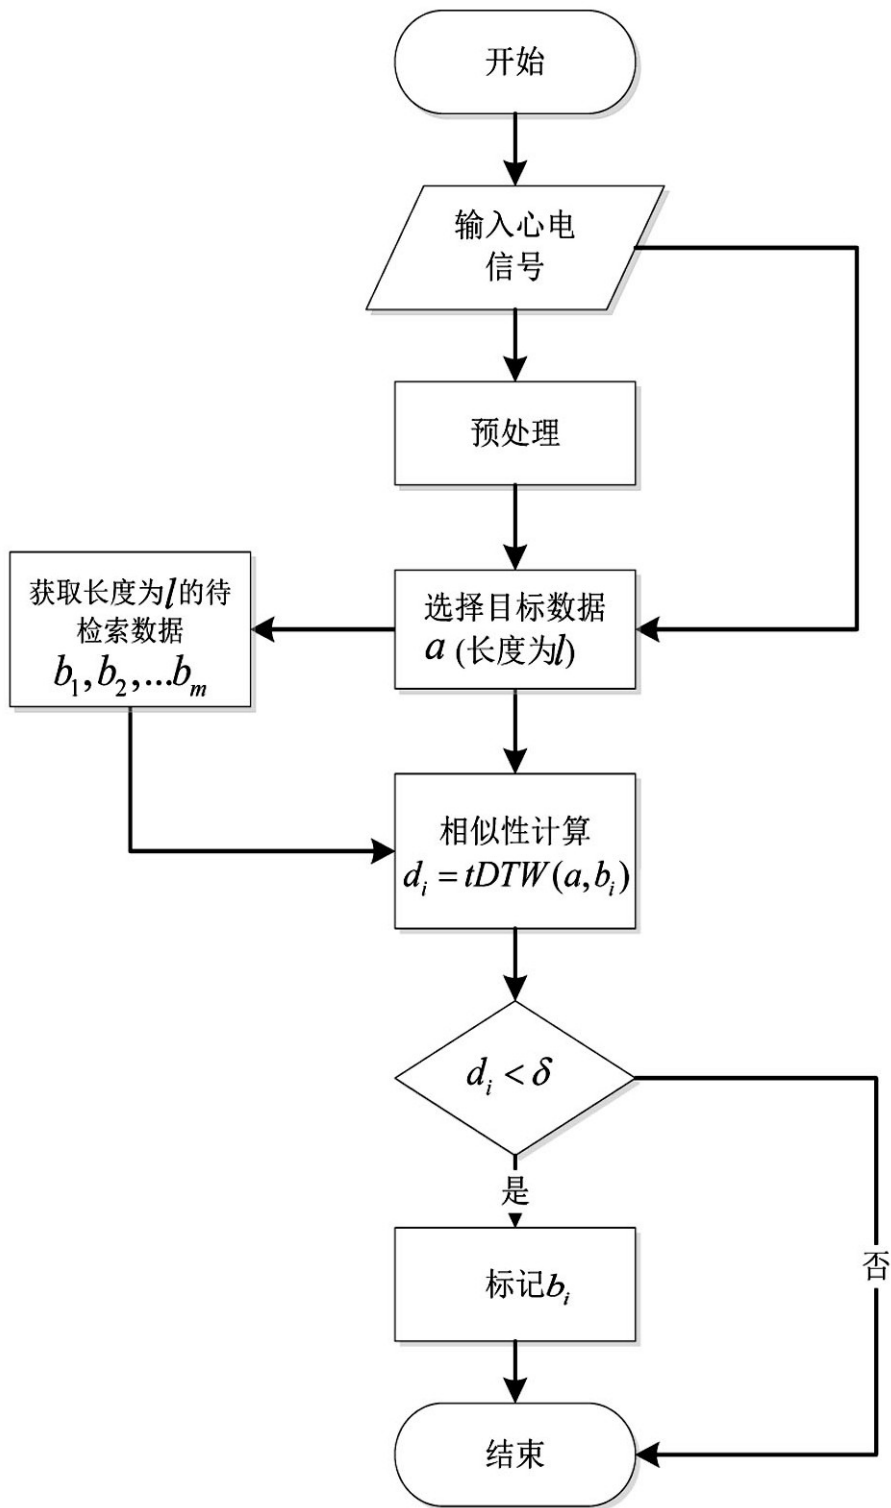 开始
输入心电
信号
预处理
选择目标数据
a (长度为l)
获取长度为l的待
检索数据
b₁, b₂, ...bₘ
相似性计算
dᵢ = tDTW(a, bᵢ)
dᵢ < δ
是
否
标记bᵢ
结束